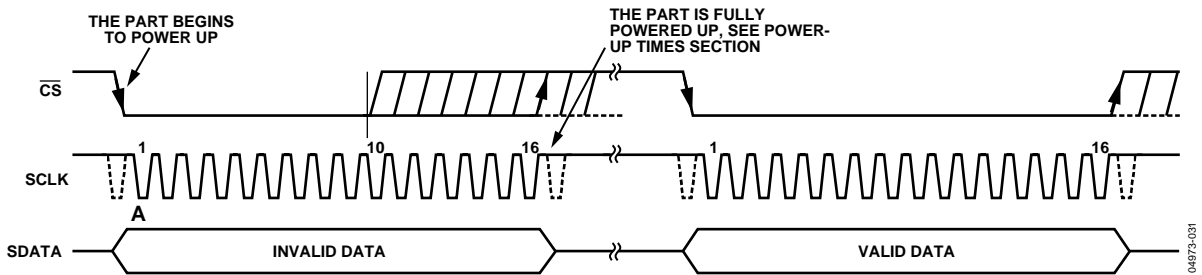 THE PART BEGINS
TO POWER UP
THE PART IS FULLY
POWERED UP, SEE POWER-
UP TIMES SECTION
CS
1
10
16
1
16
SCLK
A
SDATA
INVALID DATA
VALID DATA
04973-031